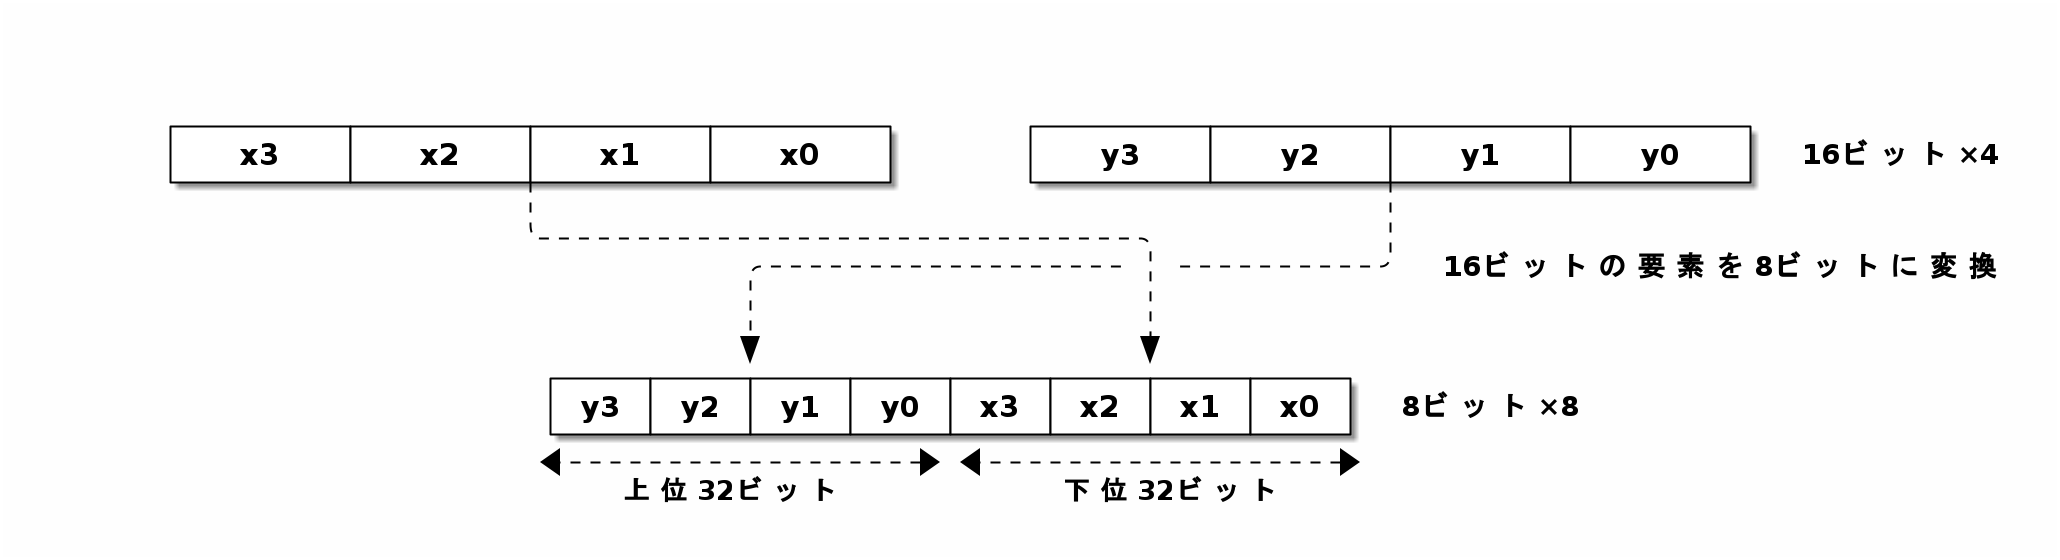 x3 x2 x1 x0 y3 y2 y1 y0 16ビット×4
16ビットの要素を8ビットに変換
y3 y2 y1 y0 x3 x2 x1 x0 8ビット×8
上位32ビット 下位32ビット